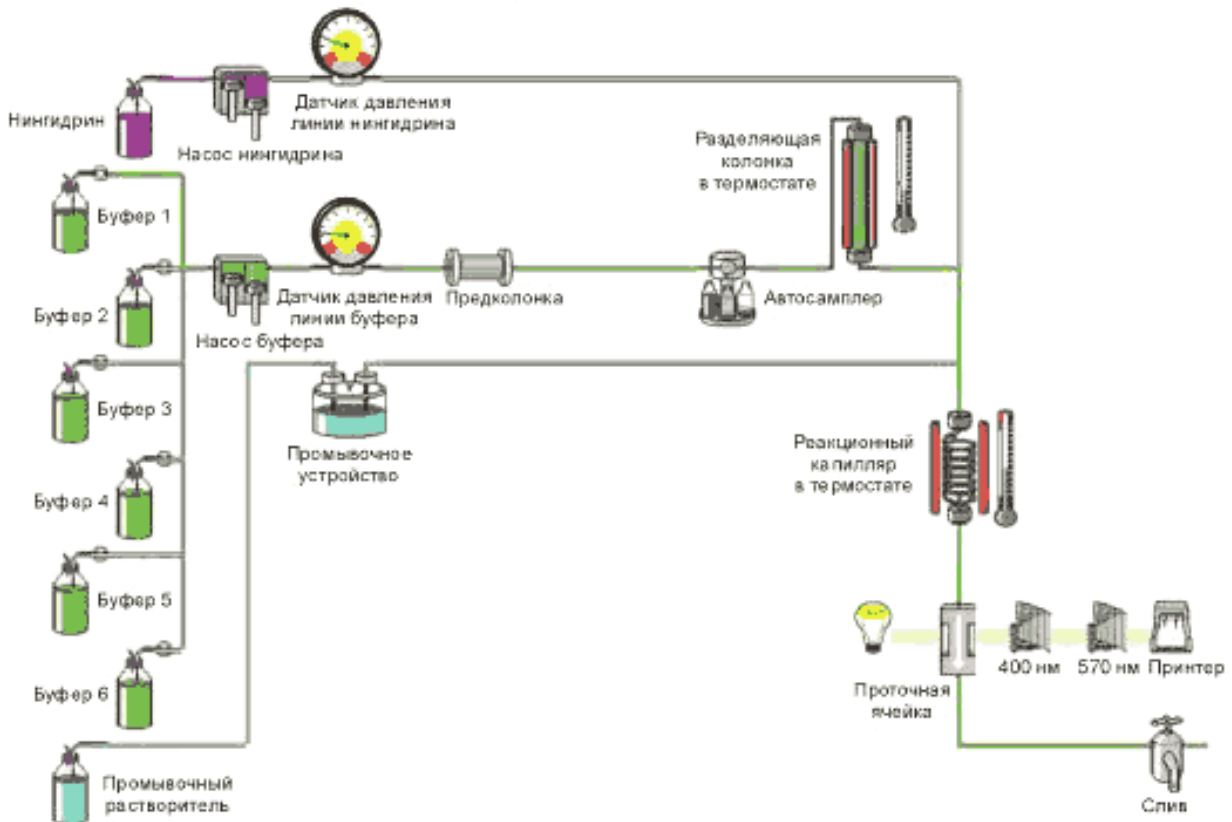 Нингидрин
Насос нингидрина
Датчик давления
линии нингидрина
Разделяющая
колонка
в термостате
Буфер 1
Буфер 2
Насос буфера
Датчик давления
линии буфера
Предколонка
Автосамплер
Буфер 3
Промывочное
устройство
Реакционный
капилляр
в термостате
Буфер 4
Буфер 5
Буфер 6
Проточная
ячейка
400 нм
570 нм
Принтер
Промывочный
растворитель
Слив